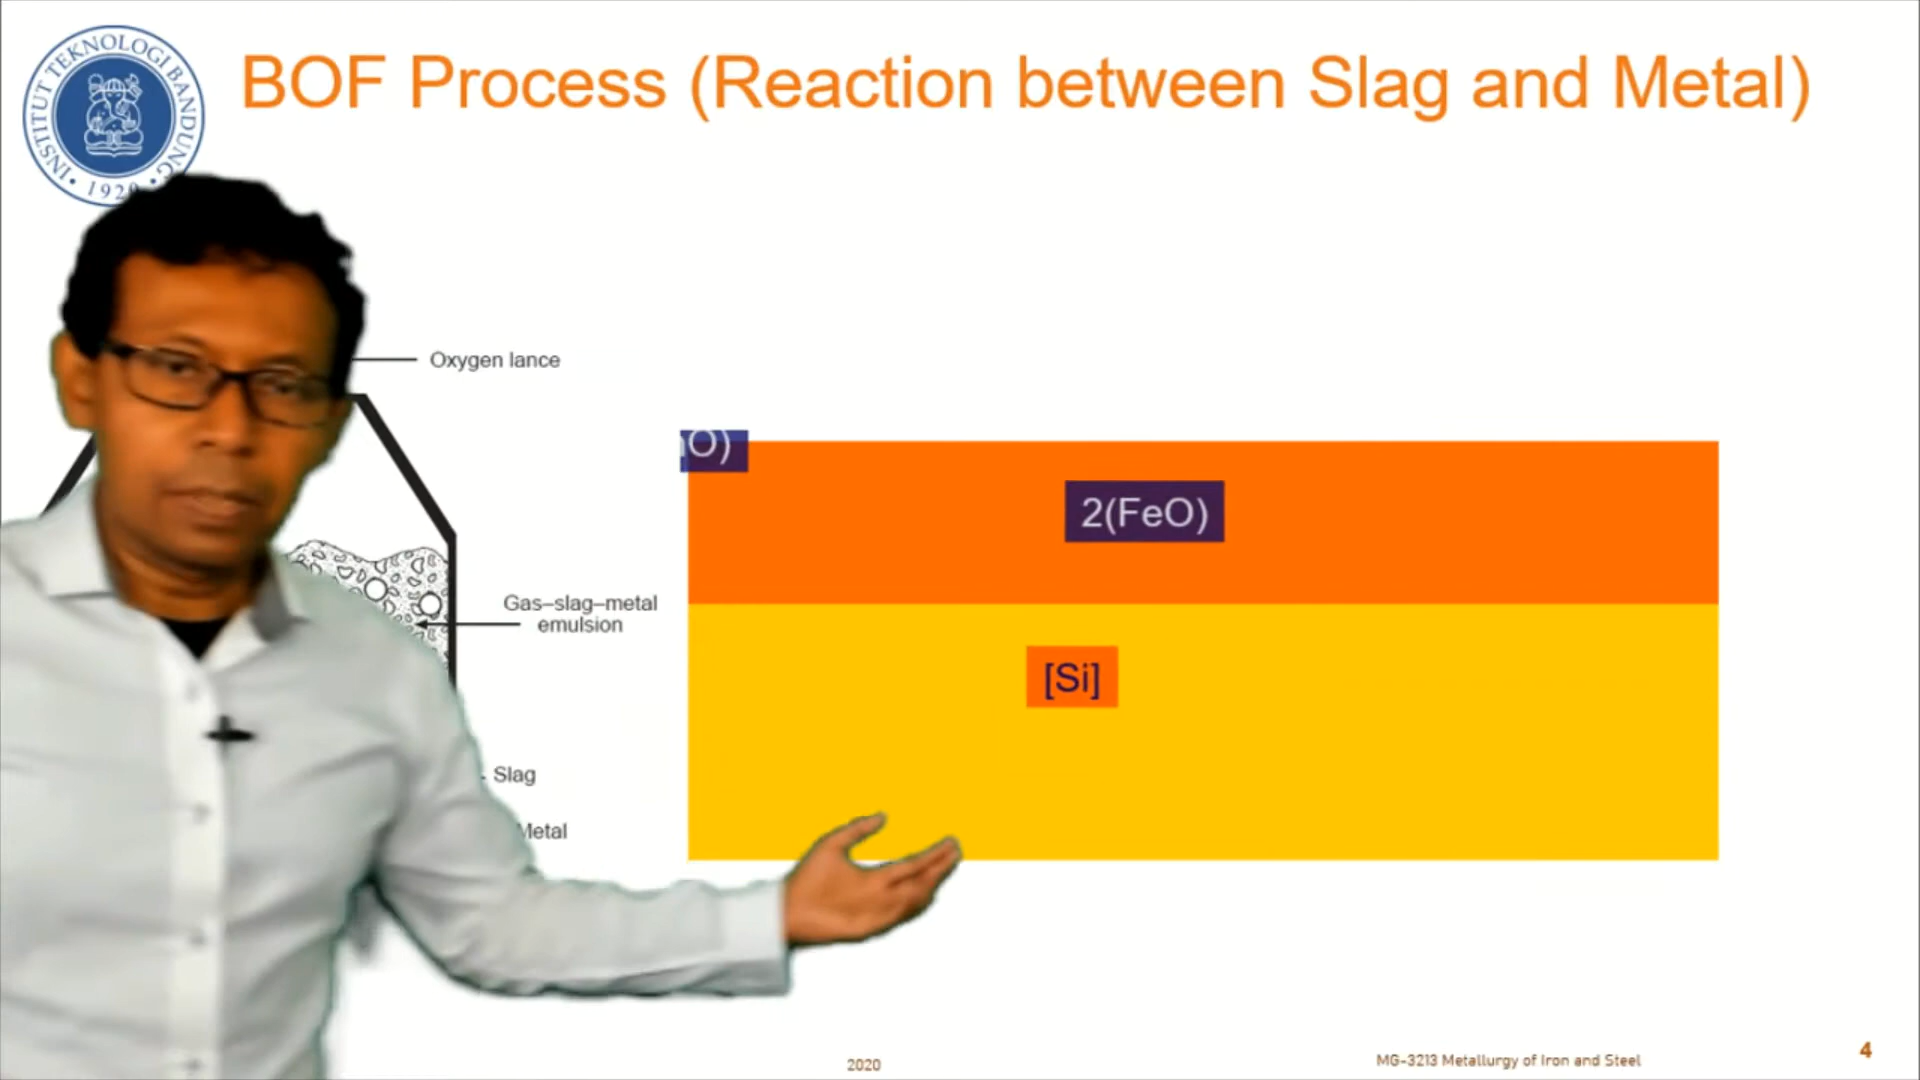 INSTITUT TEKNOLOGI BANDUNG
BOF Process (Reaction between Slag and Metal)
Oxygen lance
O)
2(FeO)
Gas–slag–metal
emulsion
[Si]
Slag
Metal
2020
MG-3213 Metallurgy of Iron and Steel
4